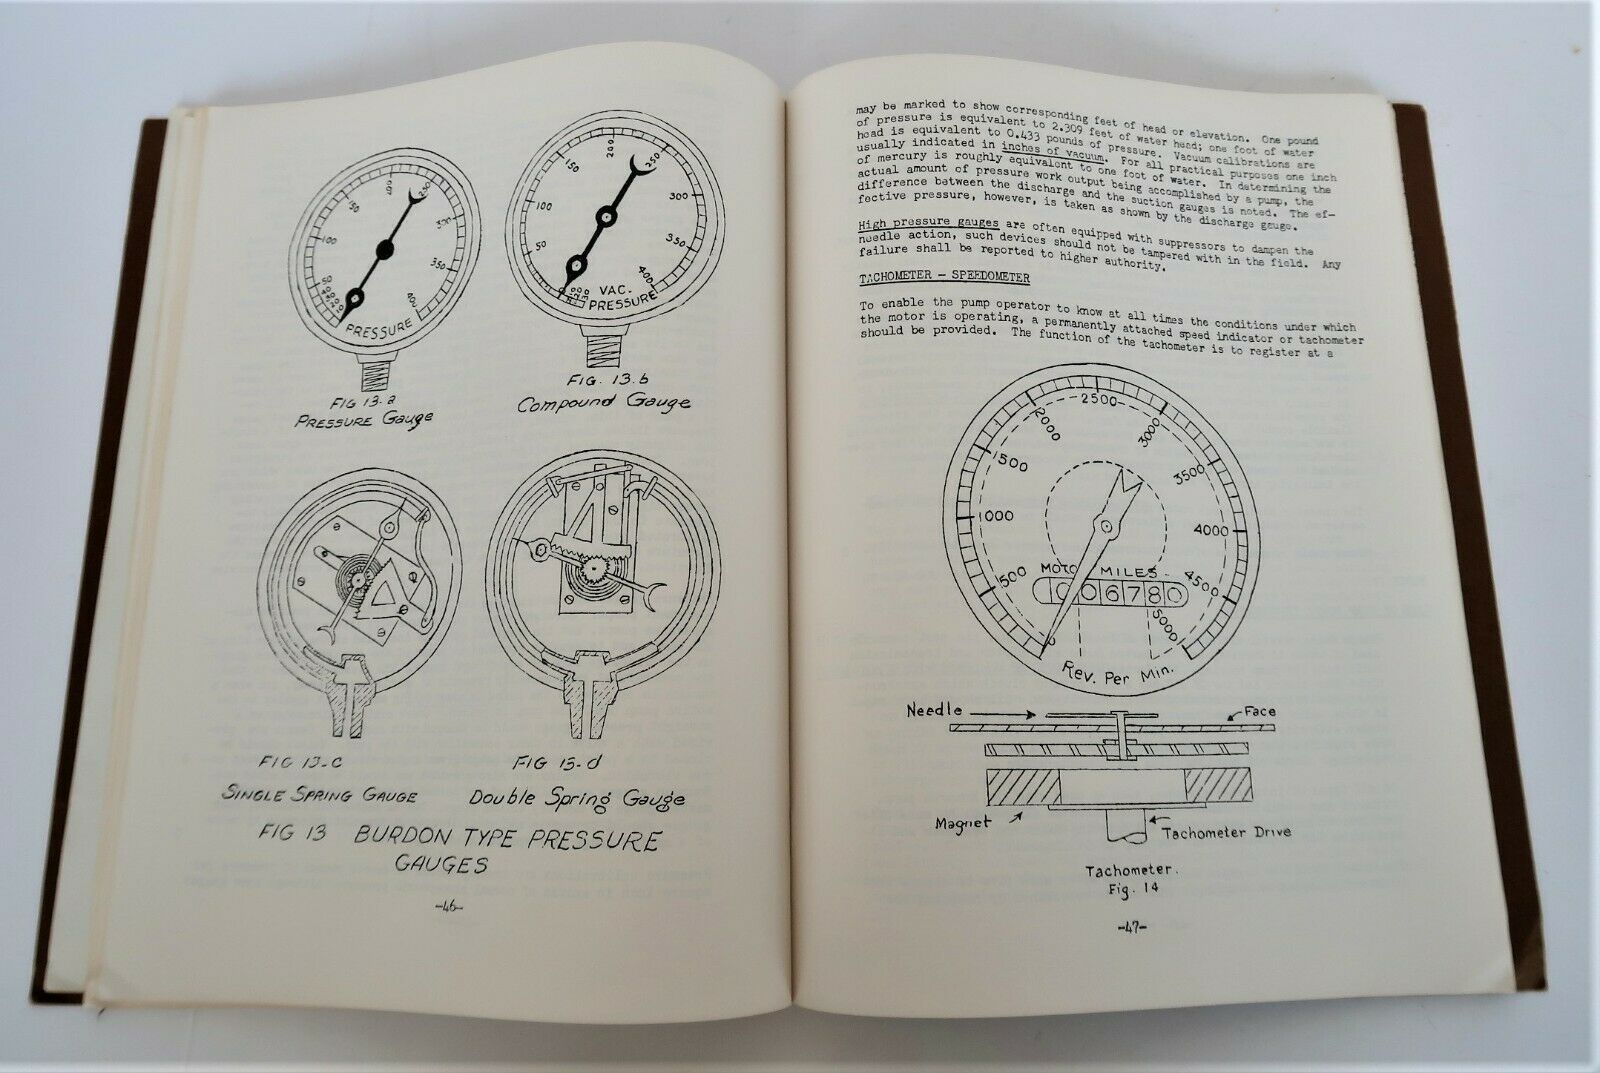 50
100
150
200
250
300
350
400
PRESSURE
FIG 13-a
PRESSURE Gauge
50
100
150
200
250
300
350
400
VAC.
PRESSURE
FIG. 13.b
Compound Gauge
FIG 13-C
SINGLE SPRING GAUGE
FIG 13-d
Double Spring Gauge
FIG 13 BURDON TYPE PRESSURE
GAUGES
-46-
may be marked to show corresponding feet of head or elevation. One pound
of pressure is equivalent to 2.309 feet of water head; one foot of water
head is equivalent to 0.433 pounds of pressure. Vacuum calibrations are
usually indicated in inches of vacuum. For all practical purposes one inch
of mercury is roughly equivalent to one foot of water. In determining the
actual amount of pressure work output being accomplished by a pump, the
difference between the discharge and the suction gauges is noted. The ef-
fective pressure, however, is taken as shown by the discharge gauge.
High pressure gauges are often equipped with suppressors to dampen the
needle action, such devices should not be tampered with in the field. Any
failure shall be reported to higher authority.
TACHOMETER - SPEEDOMETER
To enable the pump operator to know at all times the conditions under which
the motor is operating, a permanently attached speed indicator or tachometer
should be provided. The function of the tachometer is to register at a
500
1000
1500
2000
2500
3000
3500
4000
4500
5000
MOTO MILES
006780
Rev. Per Min.
Needle
Face
Magnet
Tachometer Drive
Tachometer.
Fig. 14
-47-